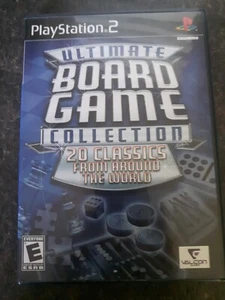 PlayStation®2
ULTIMATE
BOARD
GAME
COLLECTION
20 CLASSICS
FROM AROUND
THE WORLD
EVERYONE
E
ESRB
VALCON